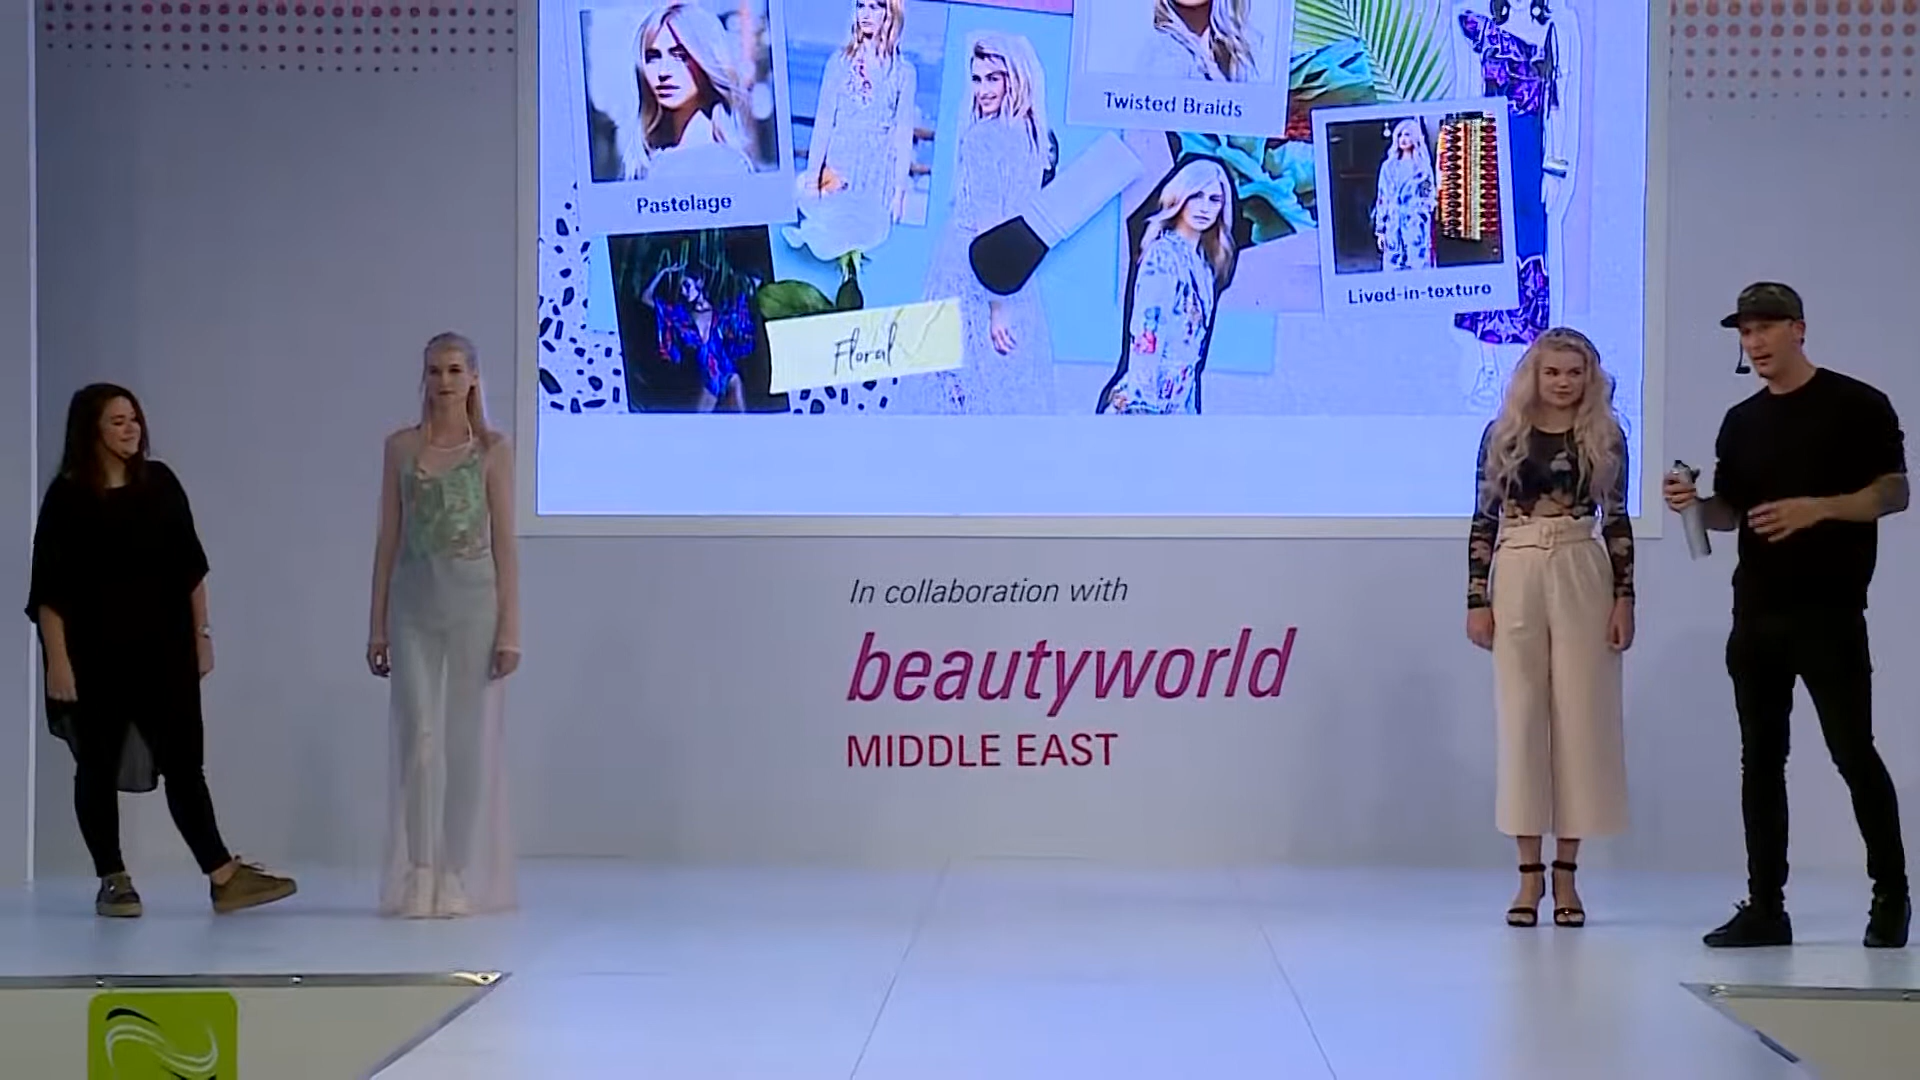 Twisted Braids
Pastelage
Lived-in-texture
Floral
In collaboration with
beautyworld
MIDDLE EAST